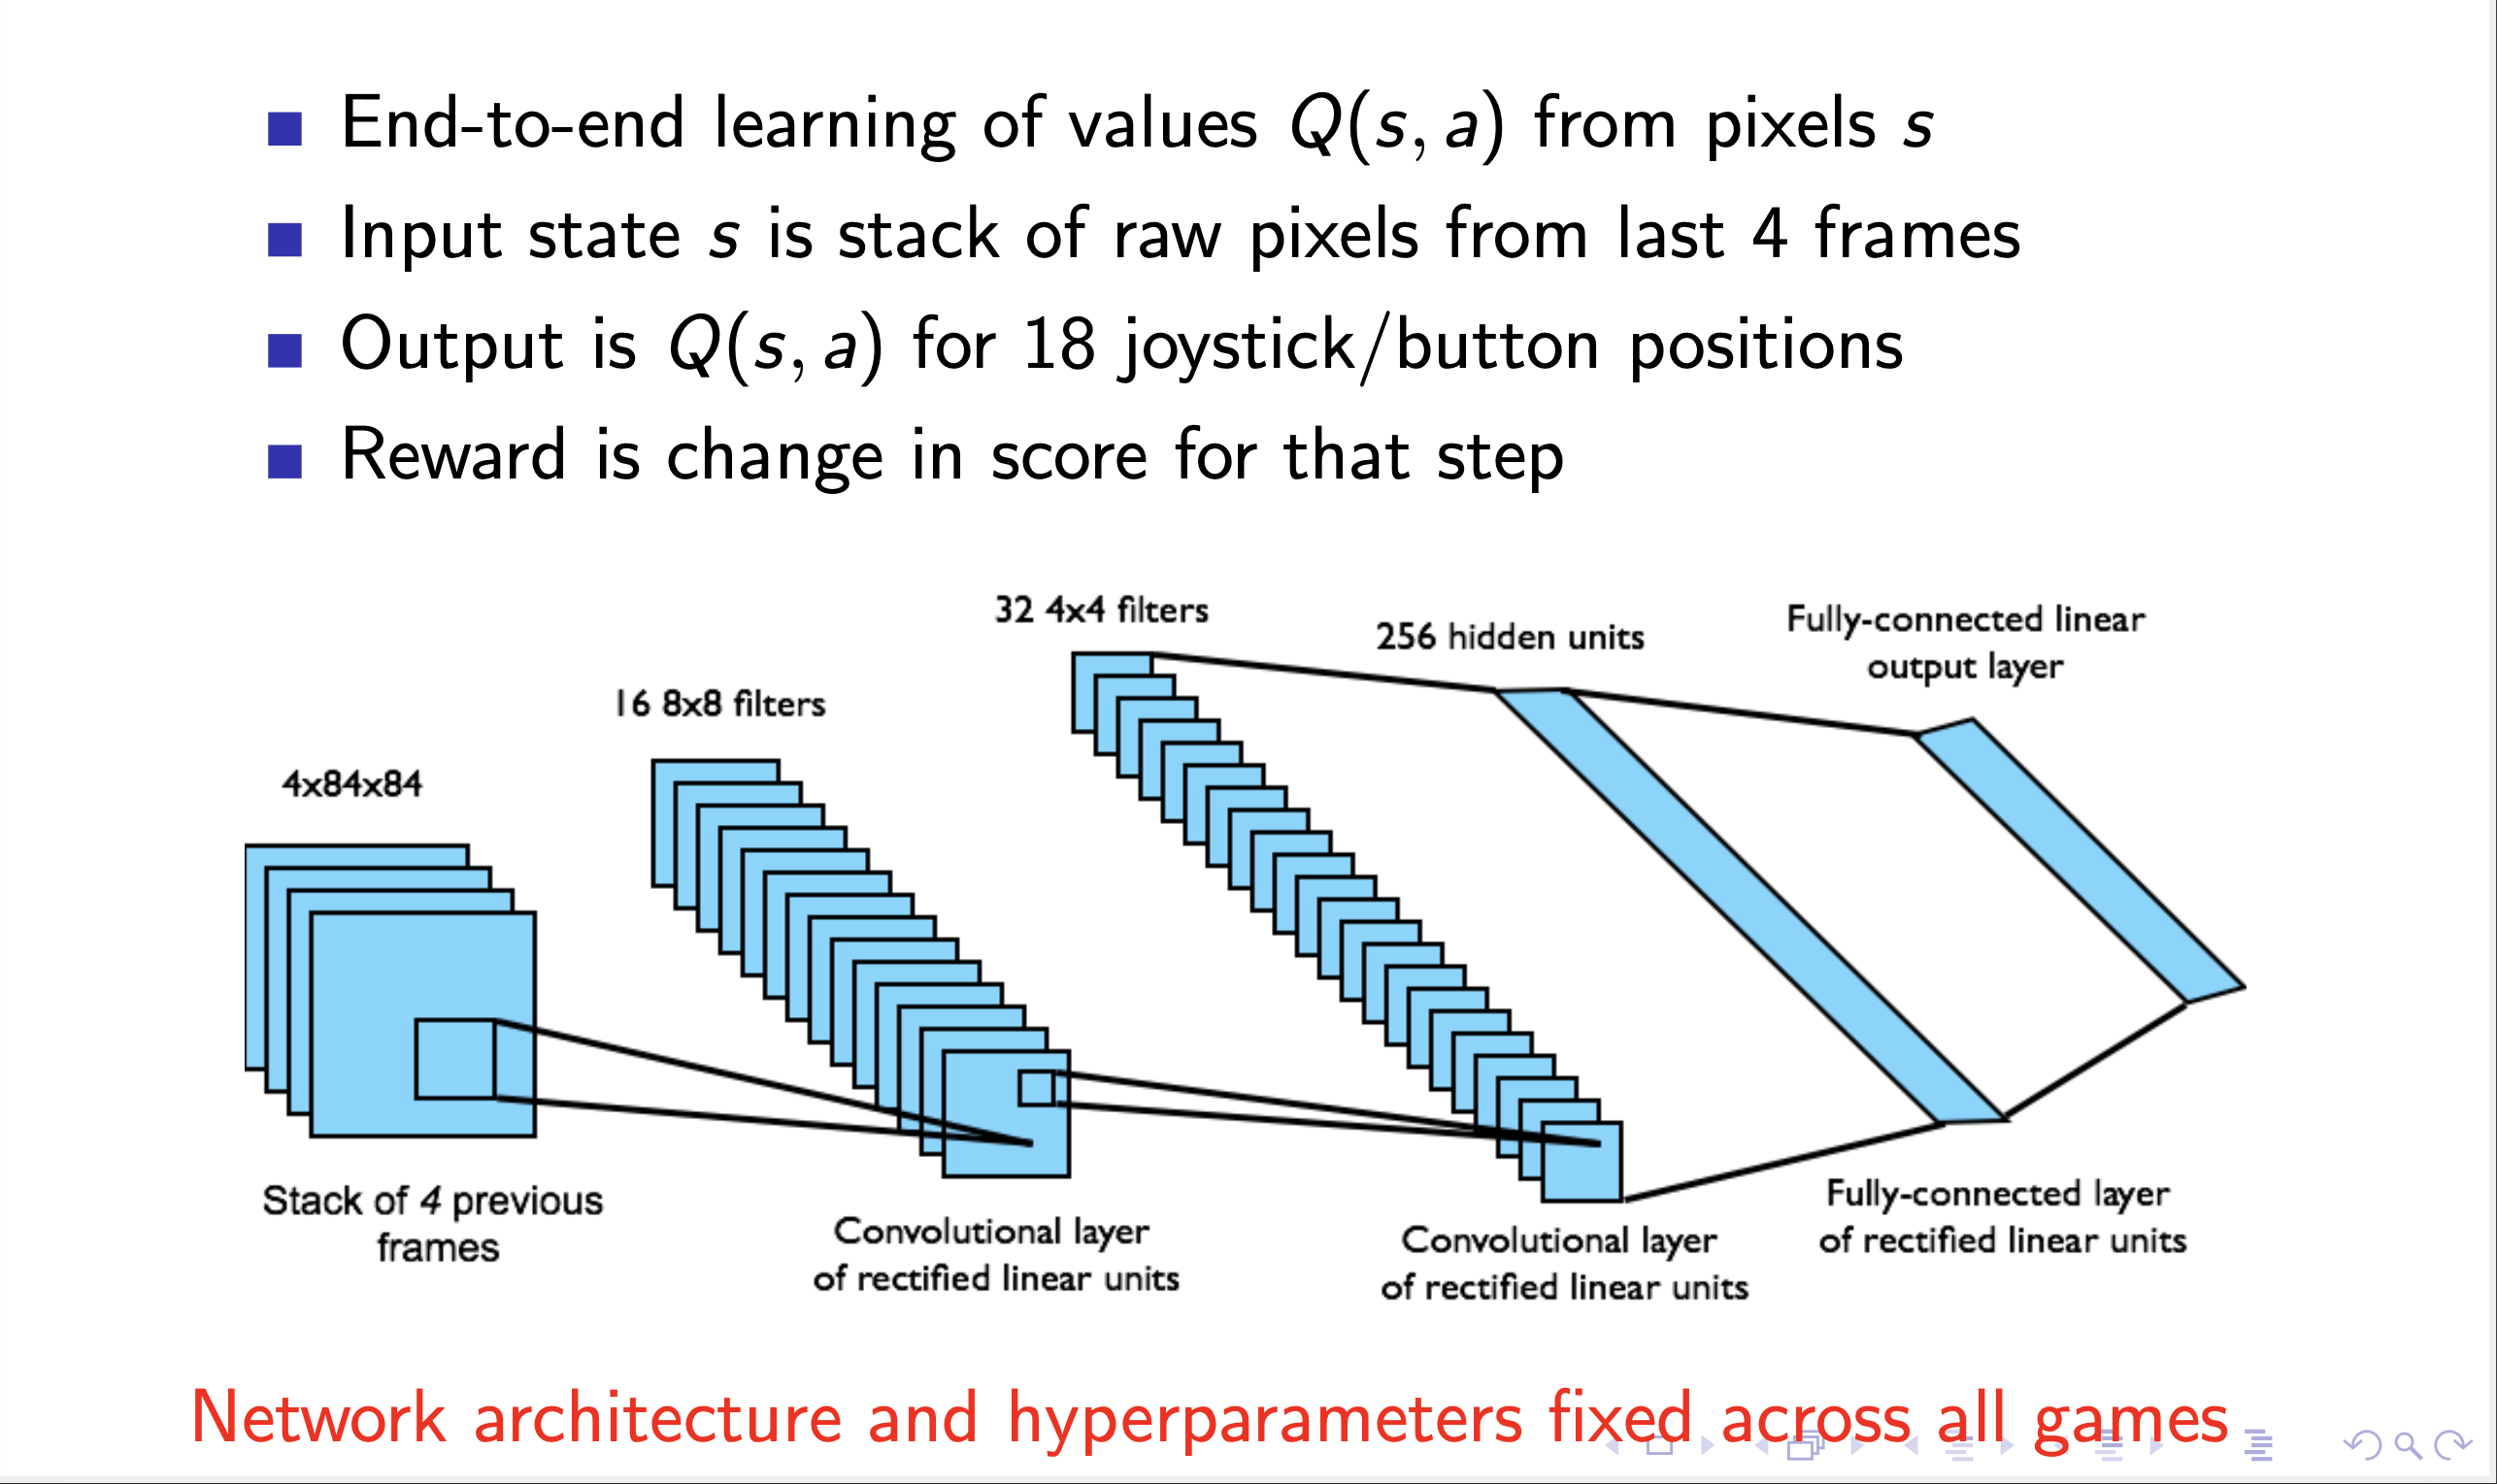 End-to-end learning of values Q(s, a) from pixels s
Input state s is stack of raw pixels from last 4 frames
Output is Q(s, a) for 18 joystick/button positions
Reward is change in score for that step
32 4x4 filters
256 hidden units
Fully-connected linear
output layer
16 8x8 filters
4x84x84
Stack of 4 previous
frames
Convolutional layer
of rectified linear units
Convolutional layer
of rectified linear units
Fully-connected layer
of rectified linear units
Network architecture and hyperparameters fixed across all games